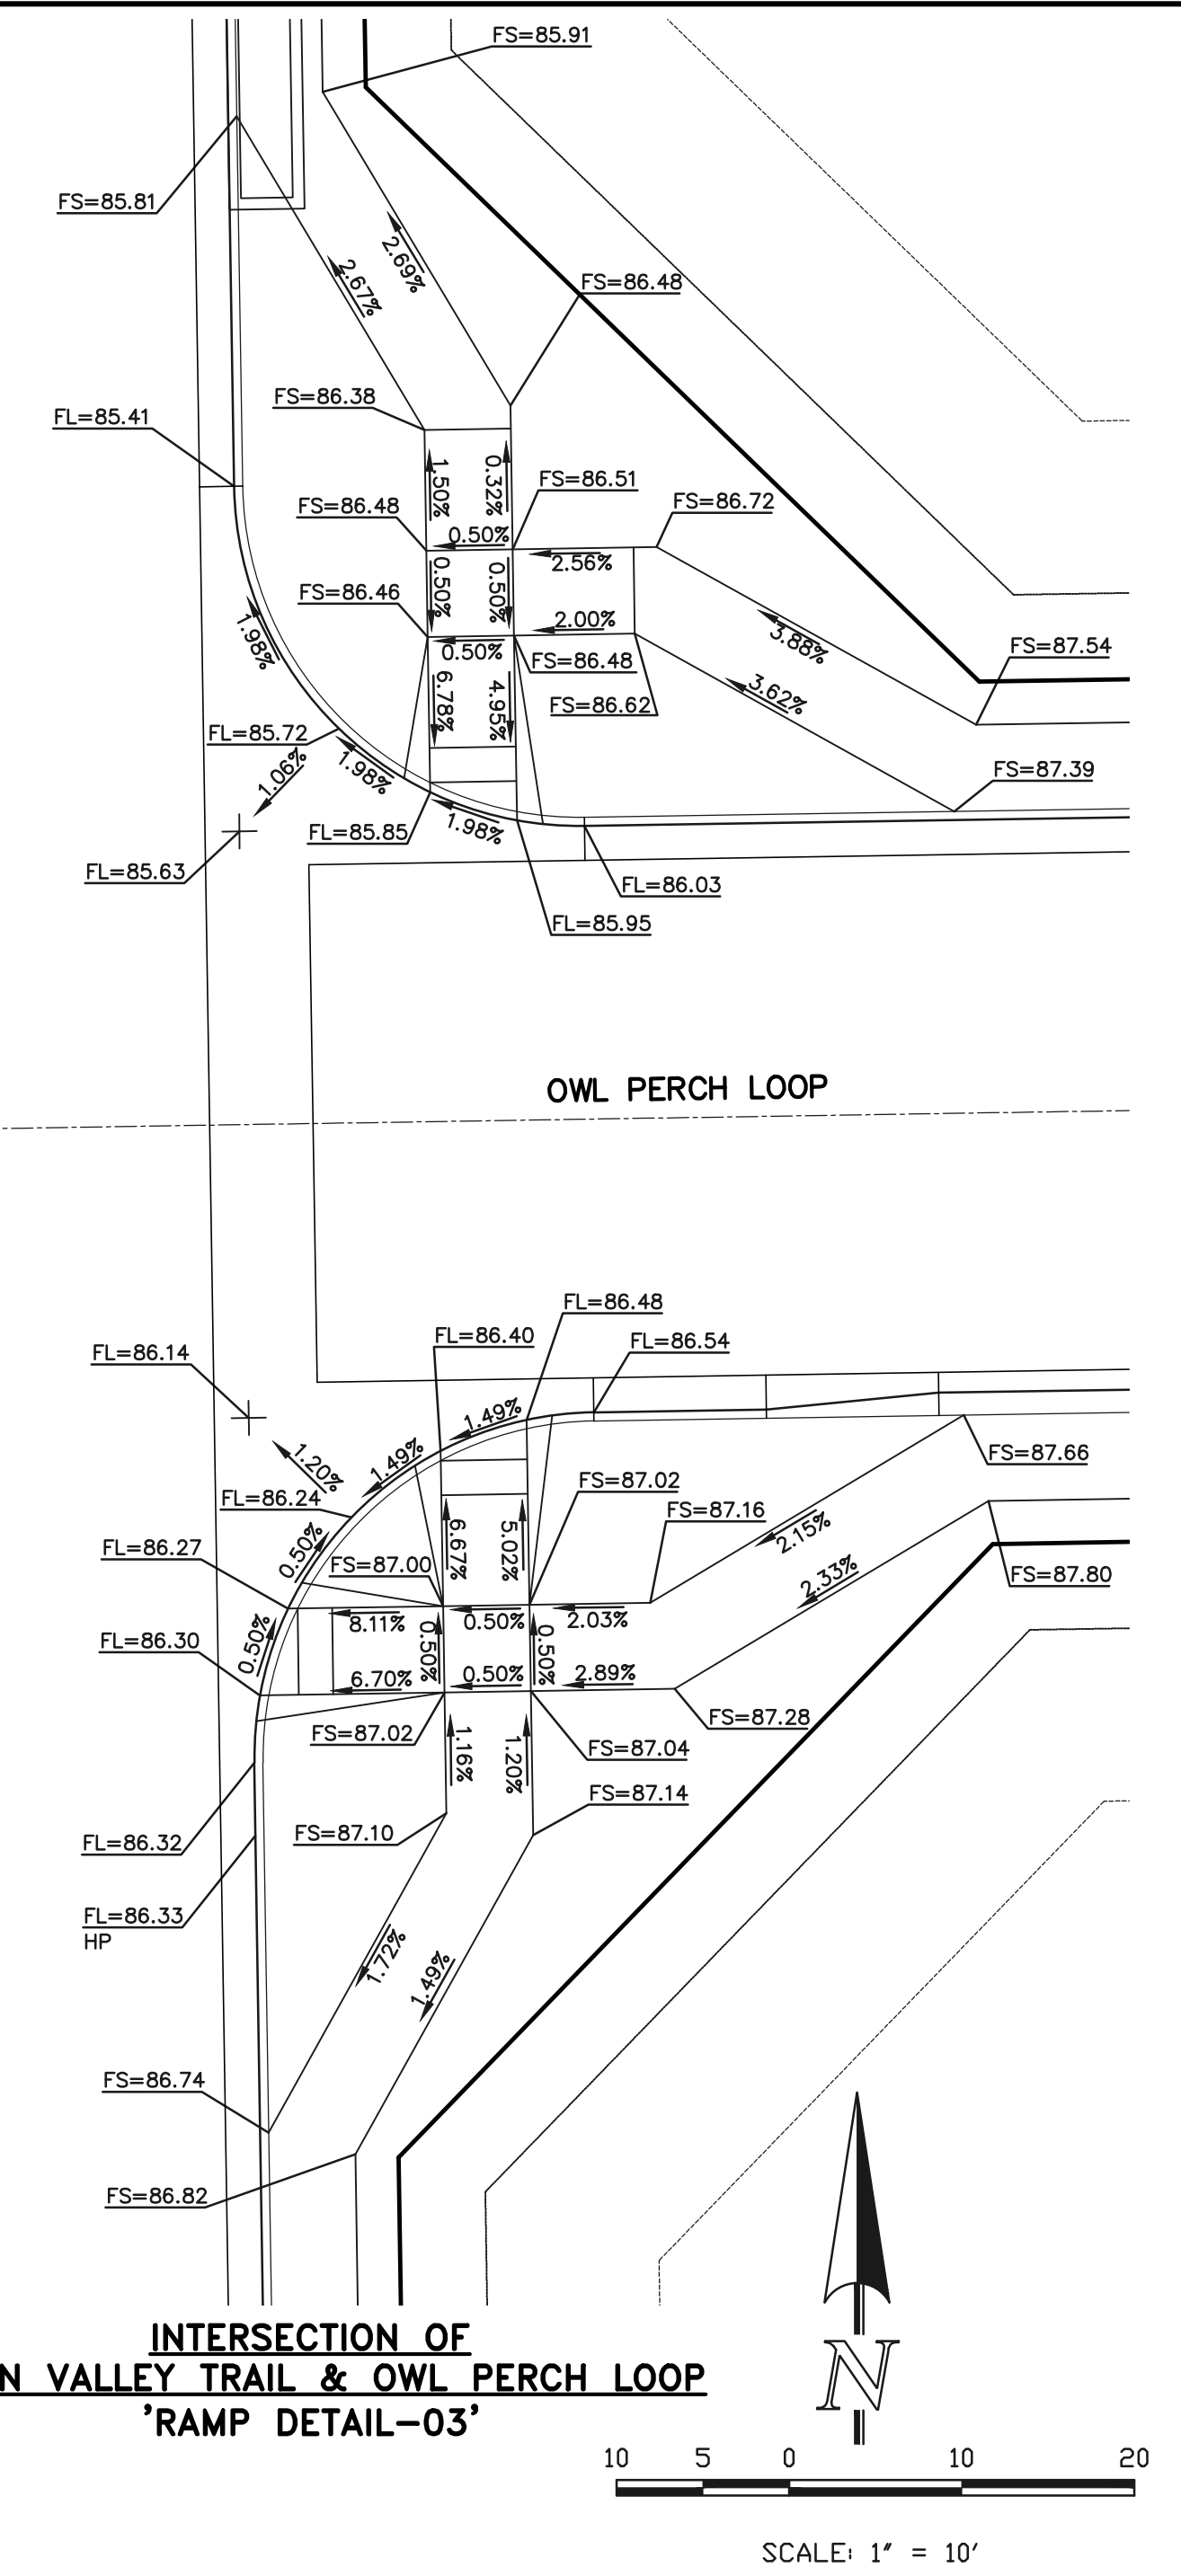 FS=85.91
FS=85.81
2.69%
2.67%
FS=86.48
FS=86.38
FL=85.41
1.50%
0.32%
FS=86.51
FS=86.48
FS=86.72
0.50%
2.56%
0.50%
0.50%
FS=86.46
2.00%
0.50%
FS=86.48
3.88%
FS=87.54
1.98%
6.78%
4.95%
FS=86.62
3.62%
FL=85.72
1.06%
1.98%
FS=87.39
FL=85.85
1.98%
FL=85.63
FL=86.03
FL=85.95
OWL PERCH LOOP
FL=86.48
FL=86.40
FL=86.54
FL=86.14
1.49%
1.20%
1.49%
FS=87.66
FL=86.24
FS=87.02
FS=87.16
2.15%
FL=86.27
0.50%
FS=87.00
6.67%
5.02%
2.33%
FS=87.80
8.11%
0.50%
2.03%
FL=86.30
0.50%
0.50%
0.50%
6.70%
0.50%
2.89%
FS=87.02
FS=87.28
1.16%
1.20%
FS=87.04
FS=87.14
FL=86.32
FS=87.10
FL=86.33
HP
1.72%
1.49%
FS=86.74
FS=86.82
INTERSECTION OF
N VALLEY TRAIL & OWL PERCH LOOP
'RAMP DETAIL-03'
N
10 5 0 10 20
SCALE: 1" = 10'